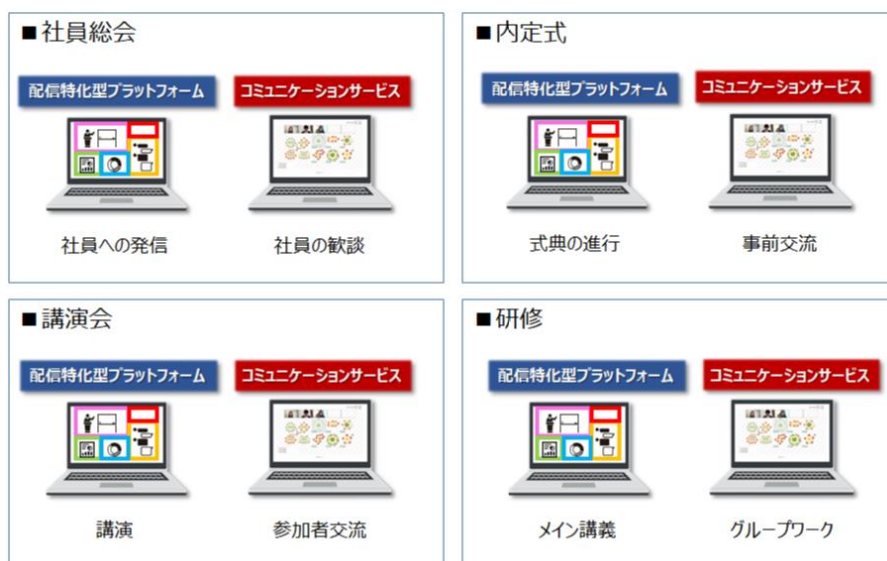 ■社員総会
配信特化型プラットフォーム
コミュニケーションサービス
社員への発信
社員の歓談
■内定式
配信特化型プラットフォーム
コミュニケーションサービス
式典の進行
事前交流
■講演会
配信特化型プラットフォーム
コミュニケーションサービス
講演
参加者交流
■研修
配信特化型プラットフォーム
コミュニケーションサービス
メイン講義
グループワーク